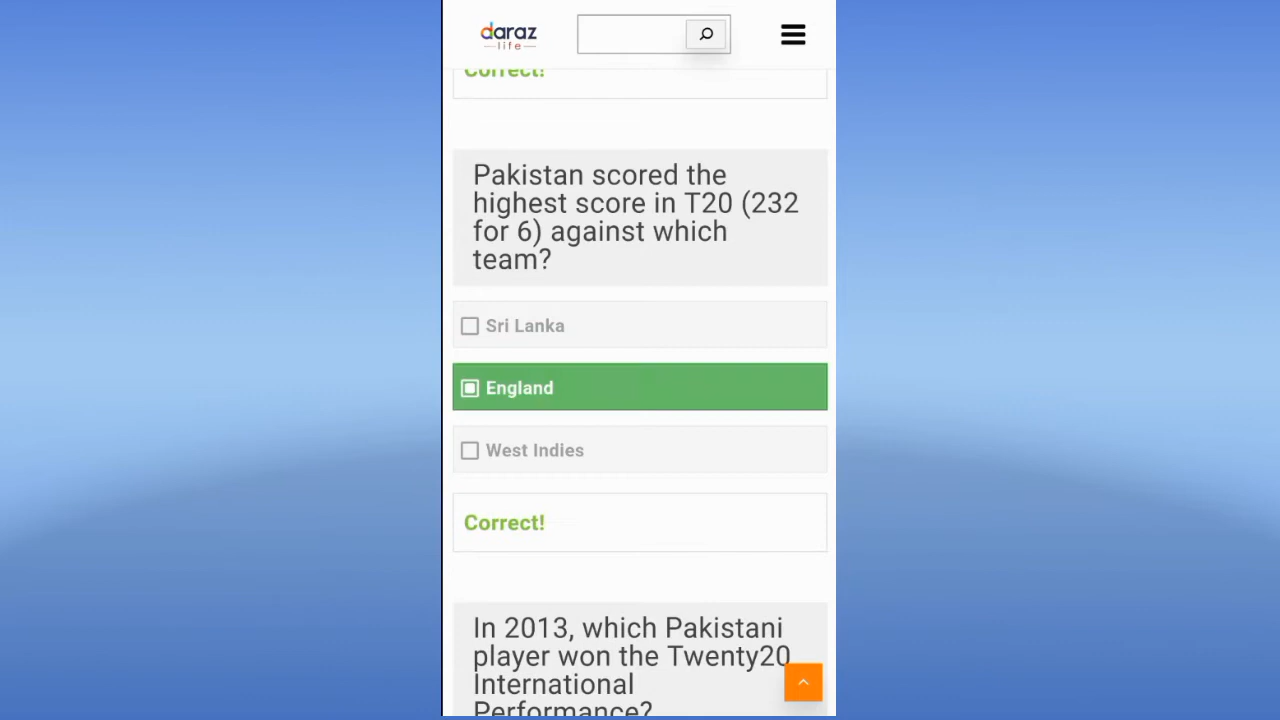 daraz
life
Correct!
Pakistan scored the
highest score in T20 (232
for 6) against which
team?
Sri Lanka
England
West Indies
Correct!
In 2013, which Pakistani
player won the Twenty20
International
Performance?